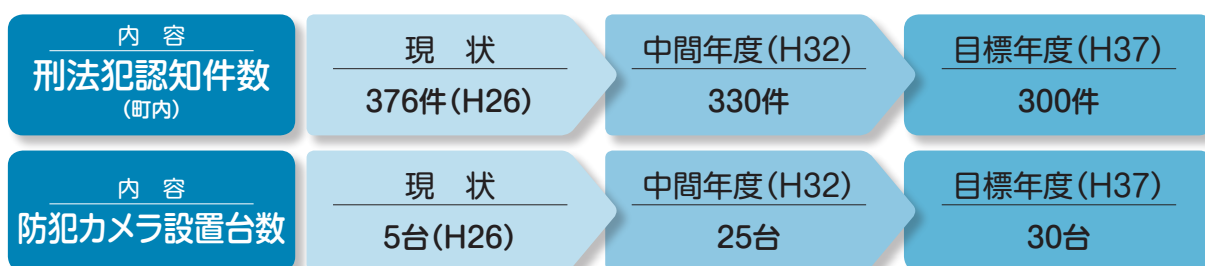 内 容
刑法犯認知件数
(町内)
現 状
376件(H26)
中間年度(H32)
330件
目標年度(H37)
300件
内 容
防犯カメラ設置台数
現 状
5台(H26)
中間年度(H32)
25台
目標年度(H37)
30台